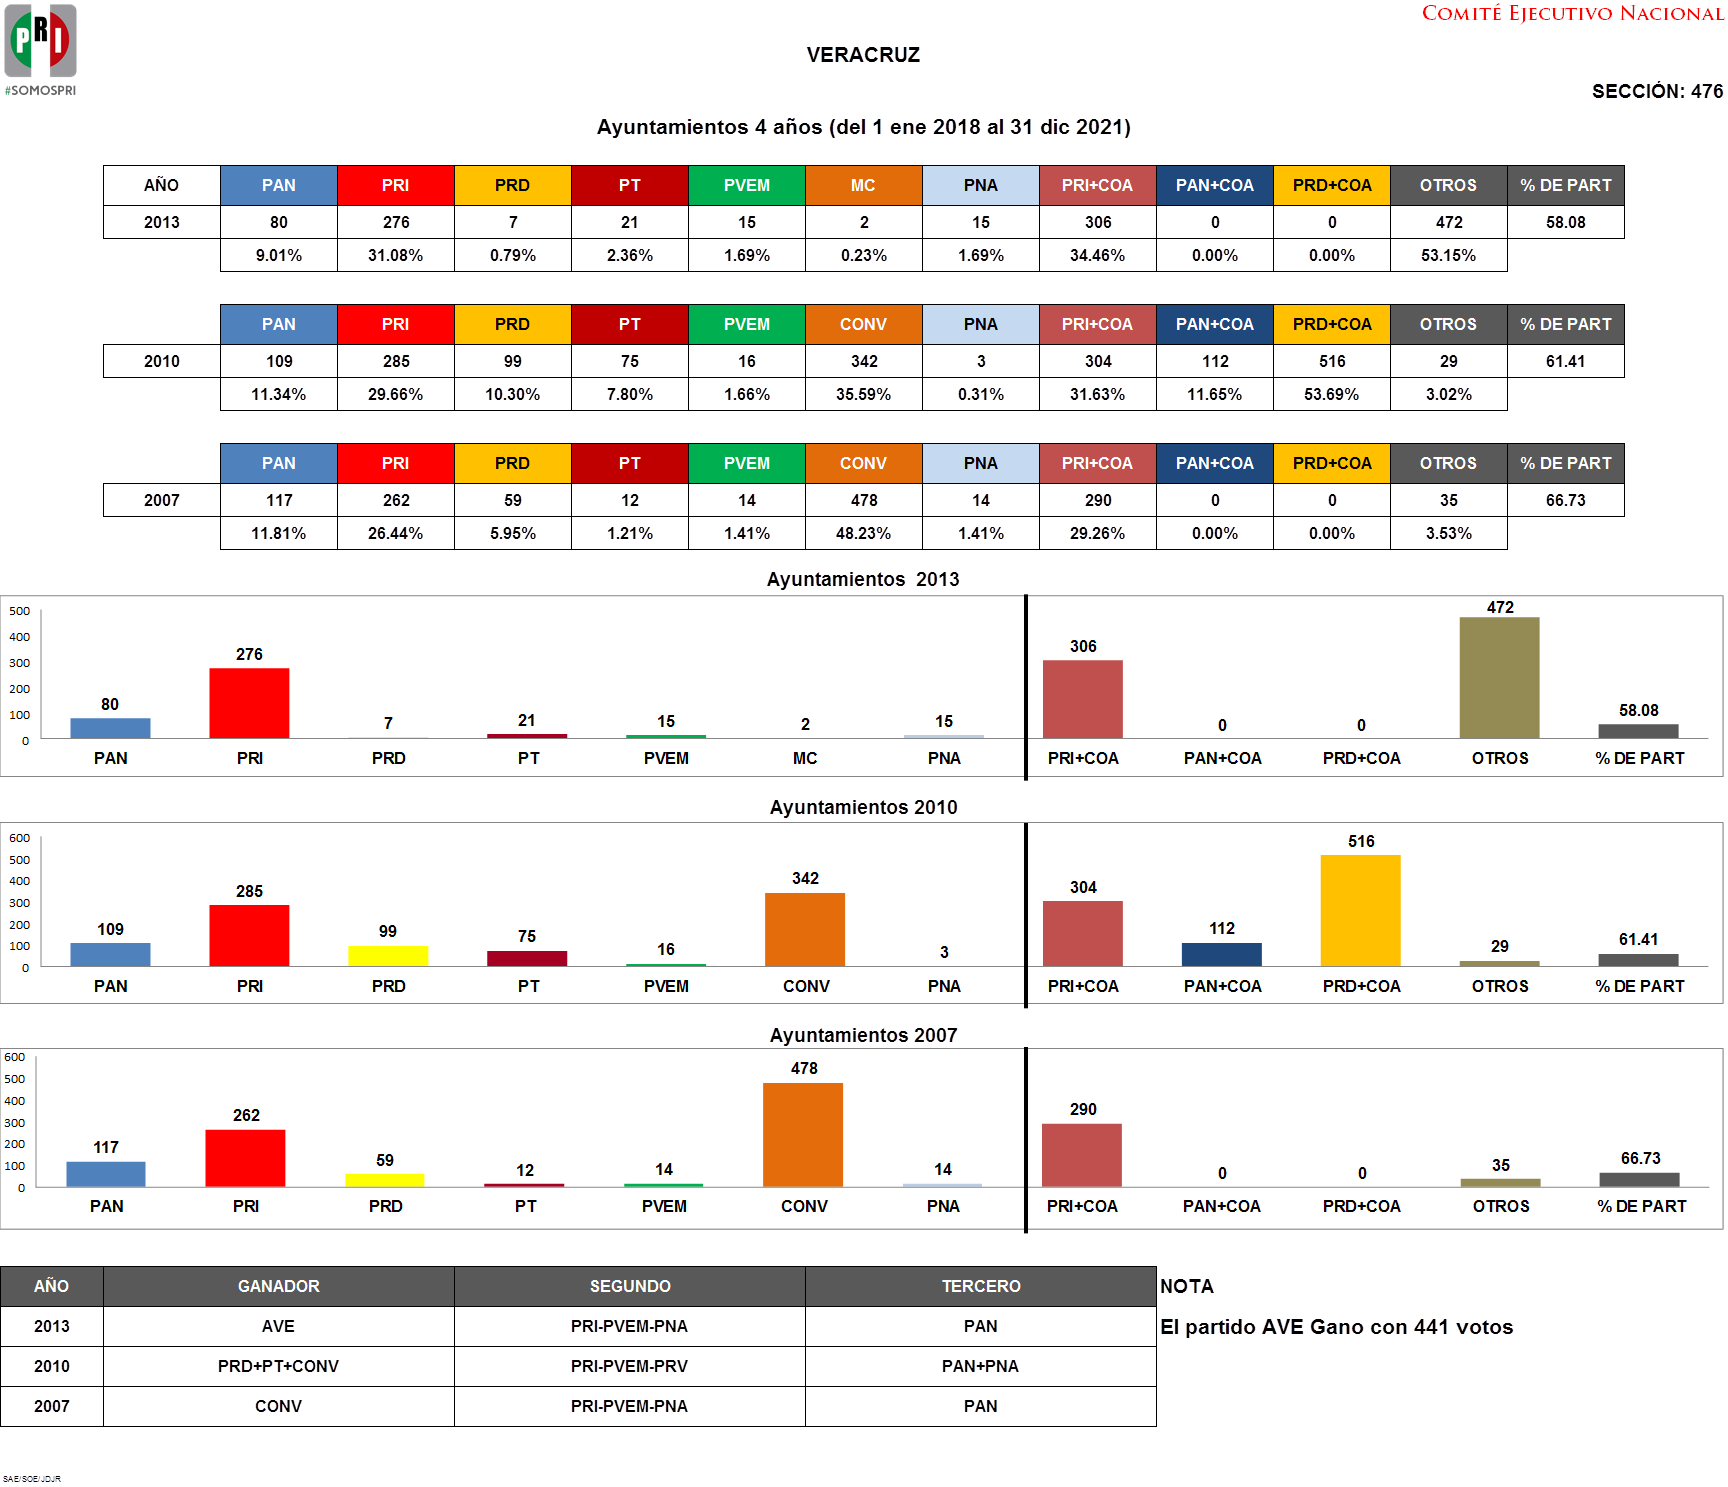 PRI
#SOMOSPRI
COMITÉ EJECUTIVO NACIONAL
VERACRUZ
SECCIÓN: 476
Ayuntamientos 4 años (del 1 ene 2018 al 31 dic 2021)
AÑO PAN PRI PRD PT PVEM MC PNA PRI+COA PAN+COA PRD+COA OTROS % DE PART
2013 80 276 7 21 15 2 15 306 0 0 472 58.08
9.01% 31.08% 0.79% 2.36% 1.69% 0.23% 1.69% 34.46% 0.00% 0.00% 53.15%
PAN PRI PRD PT PVEM CONV PNA PRI+COA PAN+COA PRD+COA OTROS % DE PART
2010 109 285 99 75 16 342 3 304 112 516 29 61.41
11.34% 29.66% 10.30% 7.80% 1.66% 35.59% 0.31% 31.63% 11.65% 53.69% 3.02%
PAN PRI PRD PT PVEM CONV PNA PRI+COA PAN+COA PRD+COA OTROS % DE PART
2007 117 262 59 12 14 478 14 290 0 0 35 66.73
11.81% 26.44% 5.95% 1.21% 1.41% 48.23% 1.41% 29.26% 0.00% 0.00% 3.53%
Ayuntamientos 2013
500
400
300
200
100
0
80 276 7 21 15 2 15 306 0 0 472 58.08
PAN PRI PRD PT PVEM MC PNA PRI+COA PAN+COA PRD+COA OTROS % DE PART
Ayuntamientos 2010
600
500
400
300
200
100
0
109 285 99 75 16 342 3 304 112 516 29 61.41
PAN PRI PRD PT PVEM CONV PNA PRI+COA PAN+COA PRD+COA OTROS % DE PART
Ayuntamientos 2007
600
500
400
300
200
100
0
117 262 59 12 14 478 14 290 0 0 35 66.73
PAN PRI PRD PT PVEM CONV PNA PRI+COA PAN+COA PRD+COA OTROS % DE PART
AÑO GANADOR SEGUNDO TERCERO NOTA
2013 AVE PRI-PVEM-PNA PAN El partido AVE Gano con 441 votos
2010 PRD+PT+CONV PRI-PVEM-PRV PAN+PNA
2007 CONV PRI-PVEM-PNA PAN
SAE/SOE/JDJR